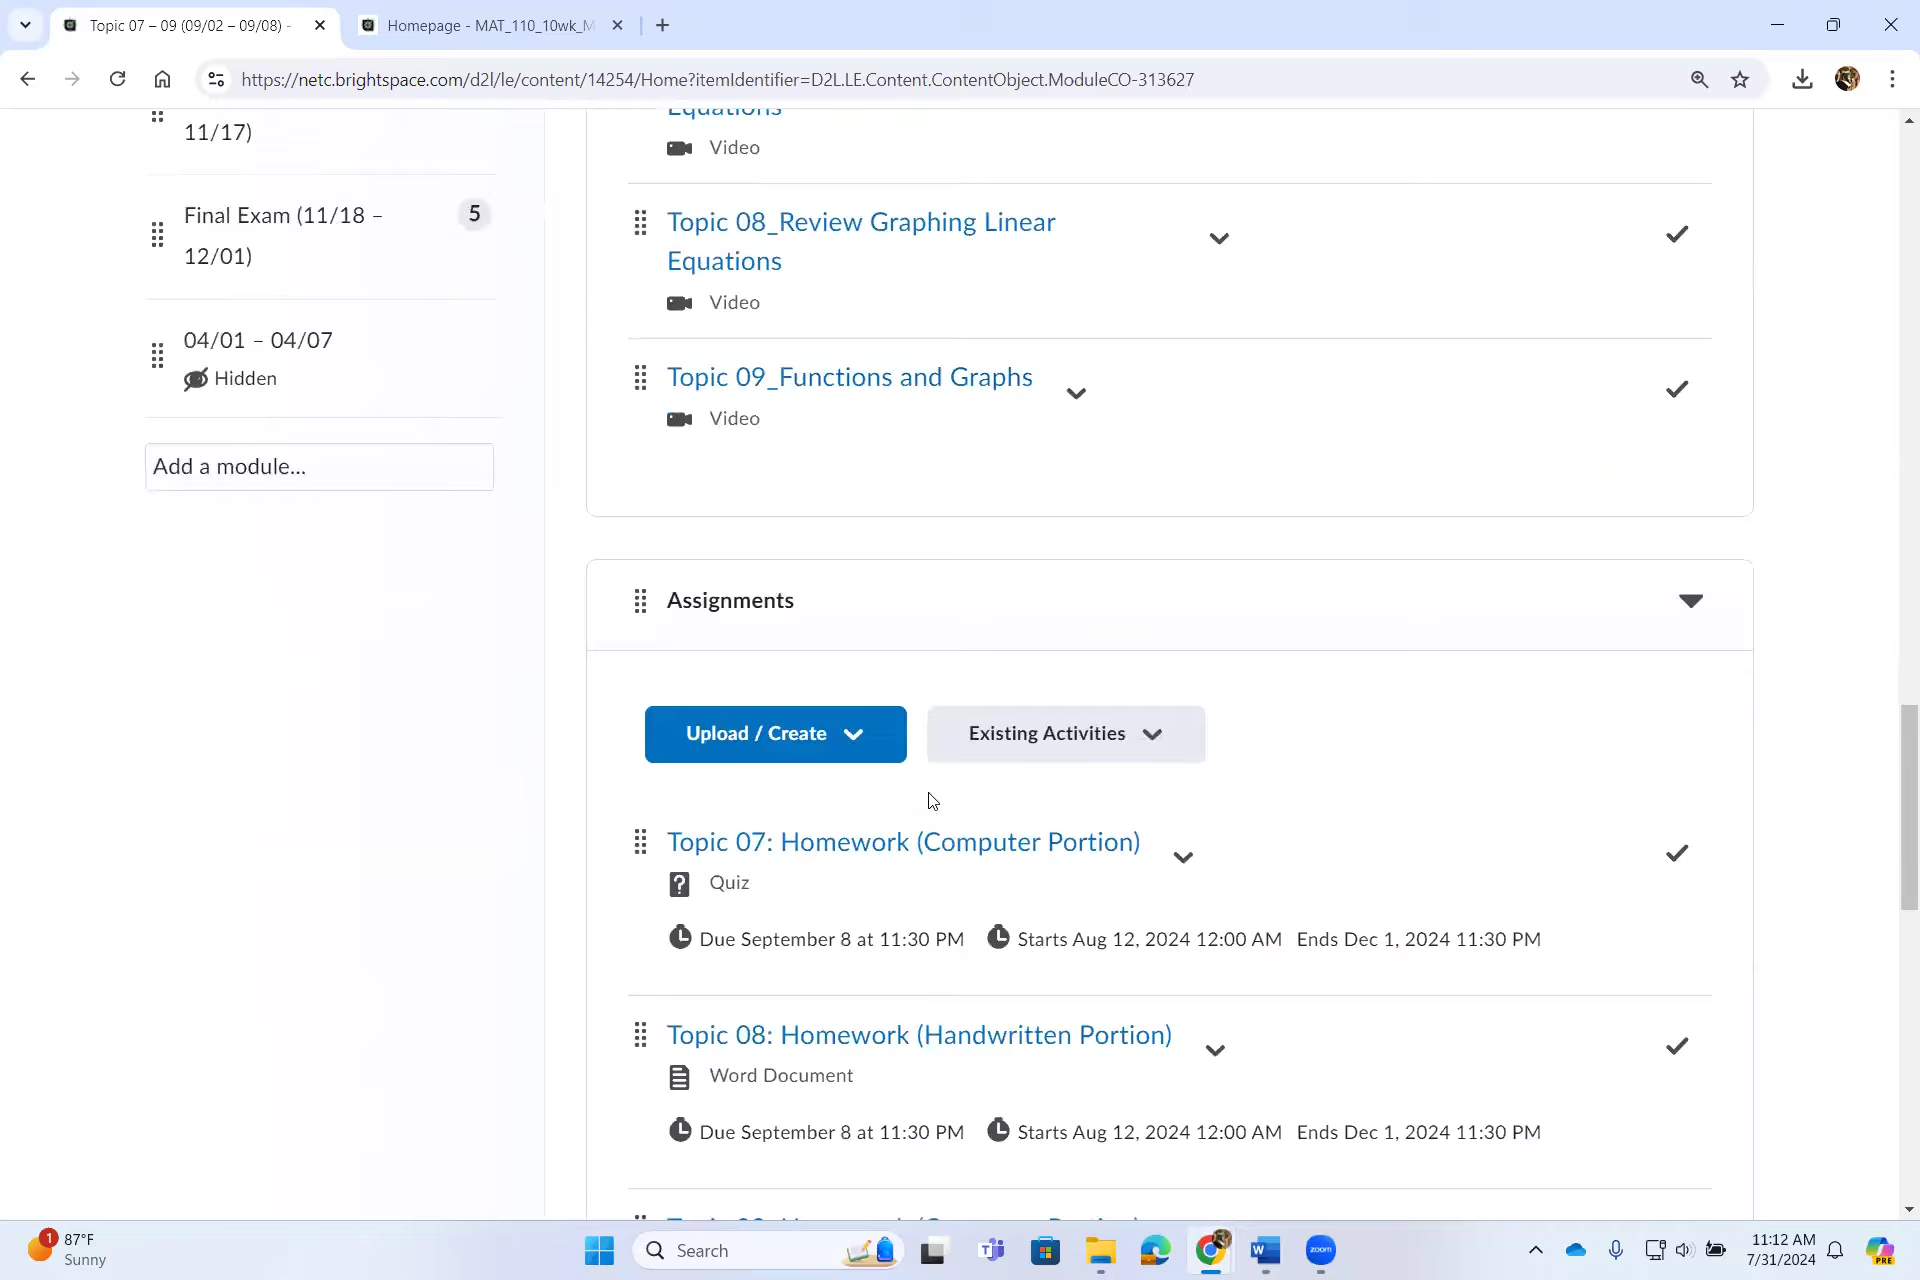 Topic 07 – 09 (09/02 – 09/08) -
Homepage - MAT_110_10wk_M
https://netc.brightspace.com/d2l/le/content/14254/Home?itemIdentifier=D2L.LE.Content.ContentObject.ModuleCO-313627
11/17)
Final Exam (11/18 –
12/01)
5
04/01 – 04/07
Hidden
Add a module...
Equations
Video
Topic 08_Review Graphing Linear
Equations
Video
Topic 09_Functions and Graphs
Video
Assignments
Upload / Create
Existing Activities
Topic 07: Homework (Computer Portion)
Quiz
Due September 8 at 11:30 PM Starts Aug 12, 2024 12:00 AM Ends Dec 1, 2024 11:30 PM
Topic 08: Homework (Handwritten Portion)
Word Document
Due September 8 at 11:30 PM Starts Aug 12, 2024 12:00 AM Ends Dec 1, 2024 11:30 PM
1
87°F
Sunny
Search
zoom
PRE
11:12 AM
7/31/2024